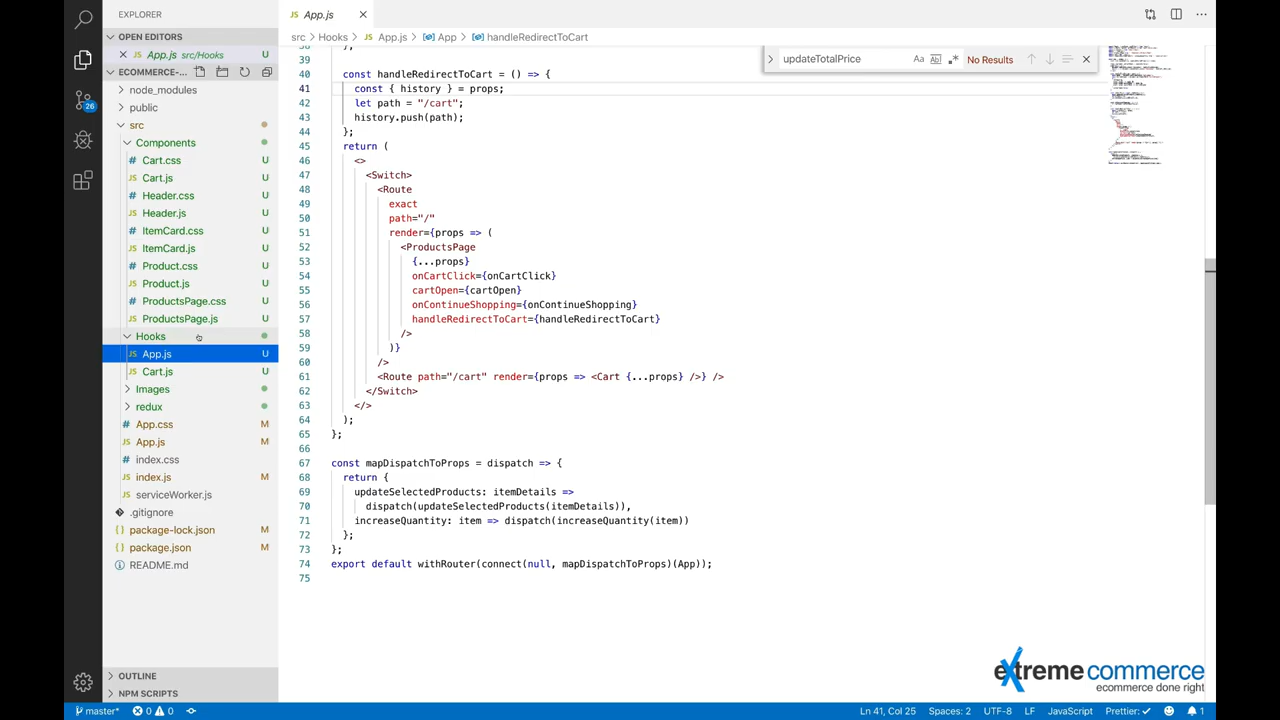 EXPLORER
OPEN EDITORS
App.js src/Hooks U
ECOMMERCE-...
node_modules
public
src
Components
Cart.css U
Cart.js U
Header.css U
Header.js U
ItemCard.css U
ItemCard.js U
Product.css U
Product.js U
ProductsPage.css U
ProductsPage.js U
Hooks
App.js U
Cart.js U
Images
redux
App.css M
App.js M
index.css
index.js M
serviceWorker.js
.gitignore
package-lock.json M
package.json M
README.md
OUTLINE
NPM SCRIPTS
26
JS App.js
src > Hooks > JS App.js > App > handleRedirectToCart
updateTotalPrice Aa Abl .* No Results
39
40 const handleRedirectToCart = () => {
41 const { history } = props;
42 let path = "/cart";
43 history.push(path);
44 };
45 return (
46 <>
47 <Switch>
48 <Route
49 exact
50 path="/"
51 render={props => (
52 <ProductsPage
53 {...props}
54 onCartClick={onCartClick}
55 cartOpen={cartOpen}
56 onContinueShopping={onContinueShopping}
57 handleRedirectToCart={handleRedirectToCart}
58 />
59 )}
60 />
61 <Route path="/cart" render={props => <Cart {...props} />} />
62 </Switch>
63 </>
64 );
65 };
66
67 const mapDispatchToProps = dispatch => {
68 return {
69 updateSelectedProducts: itemDetails =>
70 dispatch(updateSelectedProducts(itemDetails)),
71 increaseQuantity: item => dispatch(increaseQuantity(item))
72 };
73 };
74 export default withRouter(connect(null, mapDispatchToProps)(App));
75
extreme commerce
ecommerce done right
master* 0 0 Ln 41, Col 25 Spaces: 2 UTF-8 LF JavaScript Prettier: ✓ 1